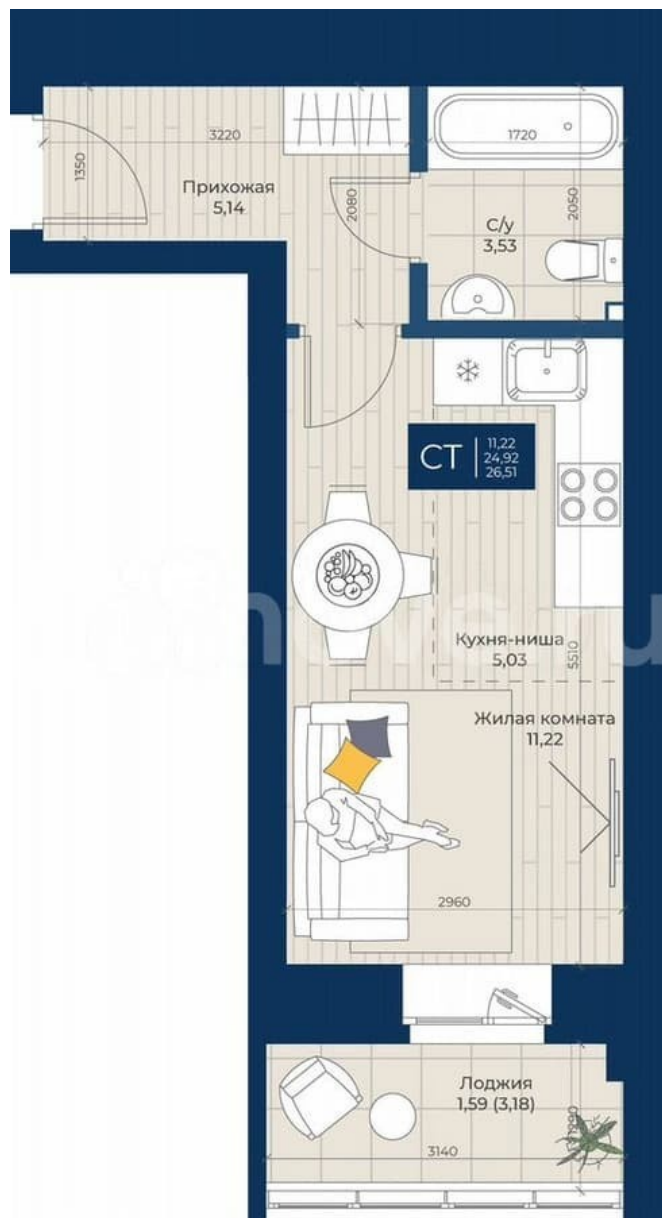 3220
1720
1350
Прихожая
5,14
2080
2050
С/у
3,53
СТ
11,22
24,92
26,51
Кухня-ниша
5,03
5510
Жилая комната
11,22
2960
Лоджия
1,59 (3,18)
1290
3140